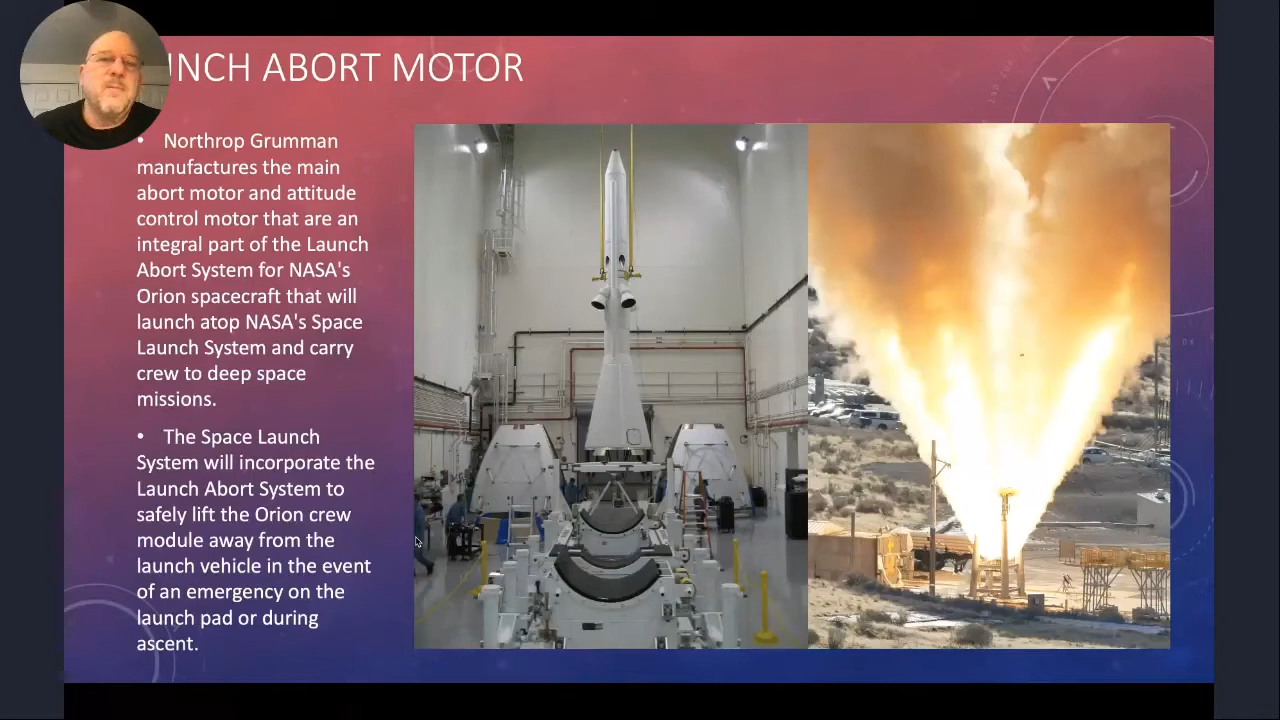 NCH ABORT MOTOR
• Northrop Grumman
manufactures the main
abort motor and attitude
control motor that are an
integral part of the Launch
Abort System for NASA's
Orion spacecraft that will
launch atop NASA's Space
Launch System and carry
crew to deep space
missions.
• The Space Launch
System will incorporate the
Launch Abort System to
safely lift the Orion crew
module away from the
launch vehicle in the event
of an emergency on the
launch pad or during
ascent.